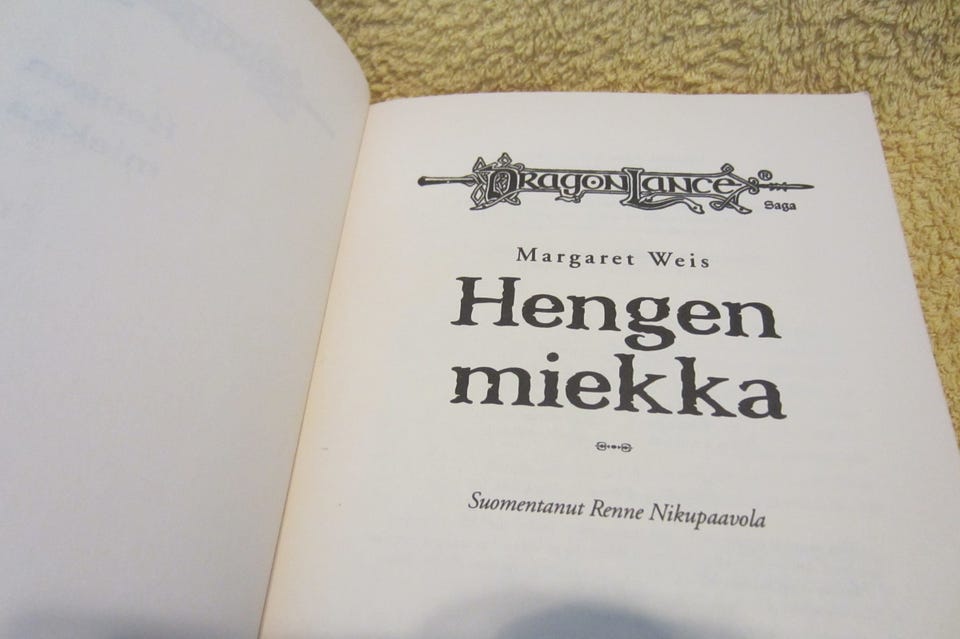 DragonLance®
Saga
Margaret Weis
Hengen
miekka
Suomentanut Renne Nikupaavola